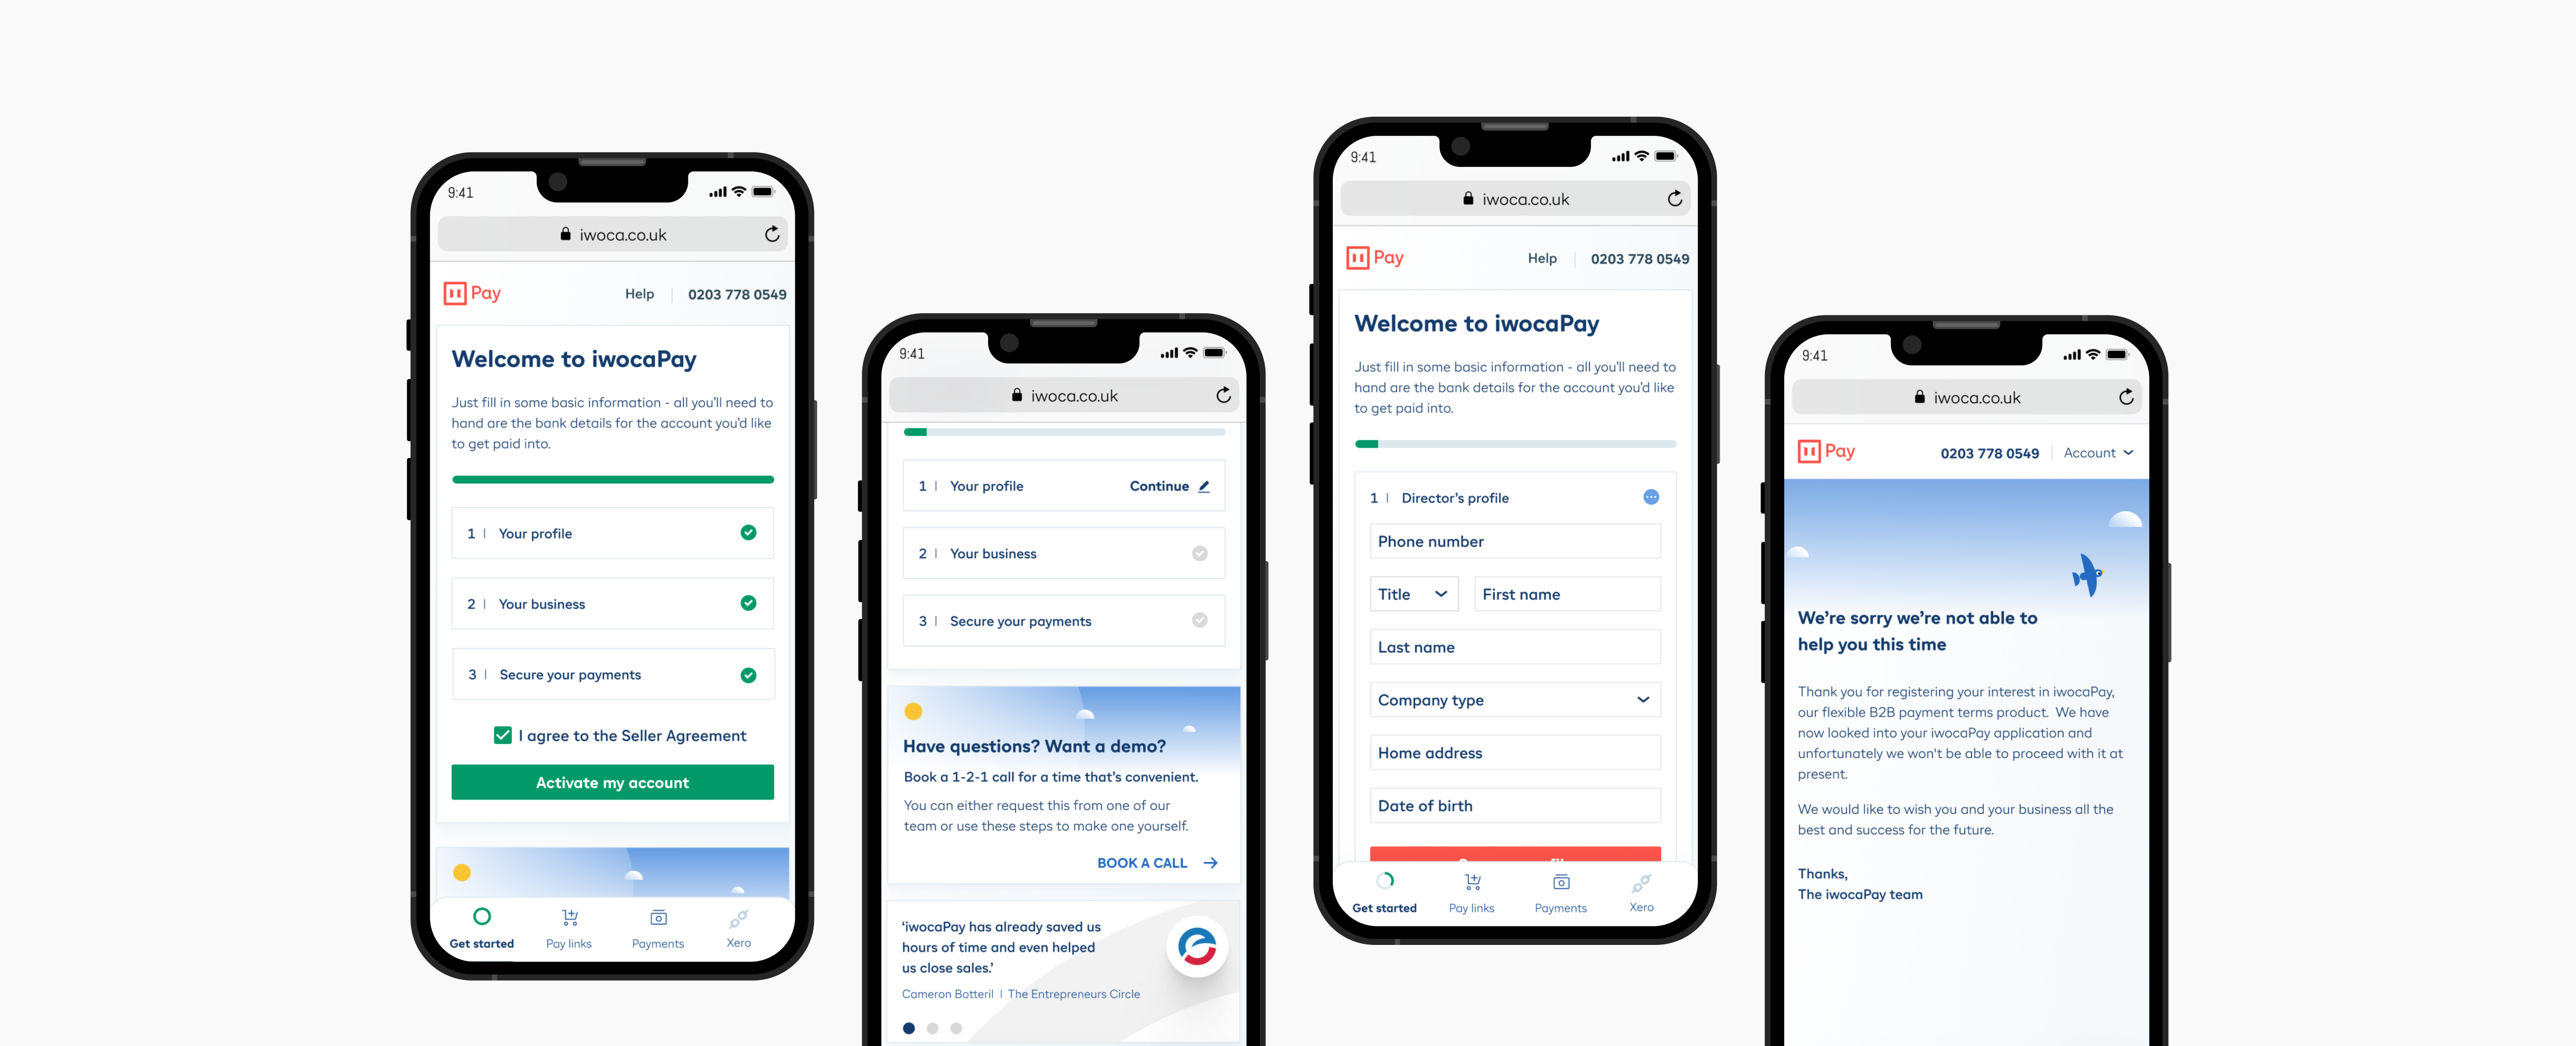 9:41
iwoca.co.uk
Pay
Help
0203 778 0549
Welcome to iwocaPay
Just fill in some basic information - all you'll need to
hand are the bank details for the account you'd like
to get paid into.
1 | Your profile
2 | Your business
3 | Secure your payments
I agree to the Seller Agreement
Activate my account
Get started
Pay links
Payments
Xero
9:41
iwoca.co.uk
1 | Your profile
Continue
2 | Your business
3 | Secure your payments
Have questions? Want a demo?
Book a 1-2-1 call for a time that's convenient.
You can either request this from one of our
team or use these steps to make one yourself.
BOOK A CALL
‘iwocaPay has already saved us
hours of time and even helped
us close sales.’
Cameron Botteril | The Entrepreneurs Circle
9:41
iwoca.co.uk
Pay
Help
0203 778 0549
Welcome to iwocaPay
Just fill in some basic information - all you'll need to
hand are the bank details for the account you'd like
to get paid into.
1 | Director's profile
Phone number
Title
First name
Last name
Company type
Home address
Date of birth
Get started
Pay links
Payments
Xero
9:41
iwoca.co.uk
Pay
0203 778 0549
Account
We're sorry we're not able to
help you this time
Thank you for registering your interest in iwocaPay,
our flexible B2B payment terms product. We have
now looked into your iwocaPay application and
unfortunately we won't be able to proceed with it at
present.
We would like to wish you and your business all the
best and success for the future.
Thanks,
The iwocaPay team